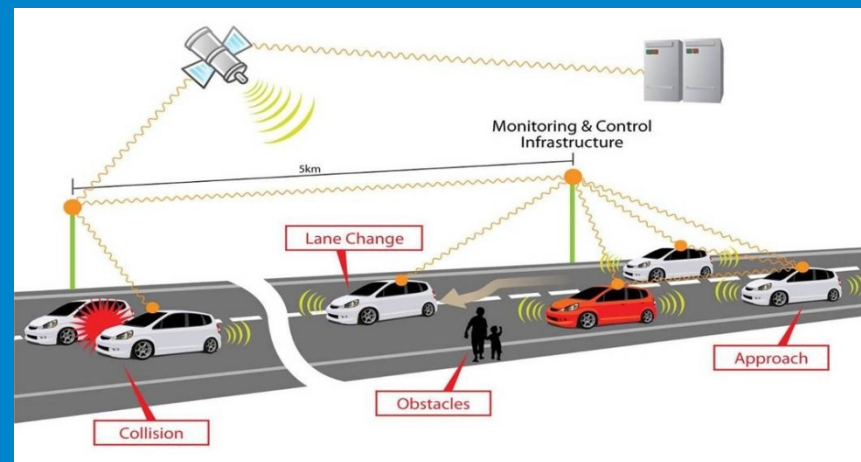 Monitoring & Control
Infrastructure
5km
Lane Change
Approach
Obstacles
Collision